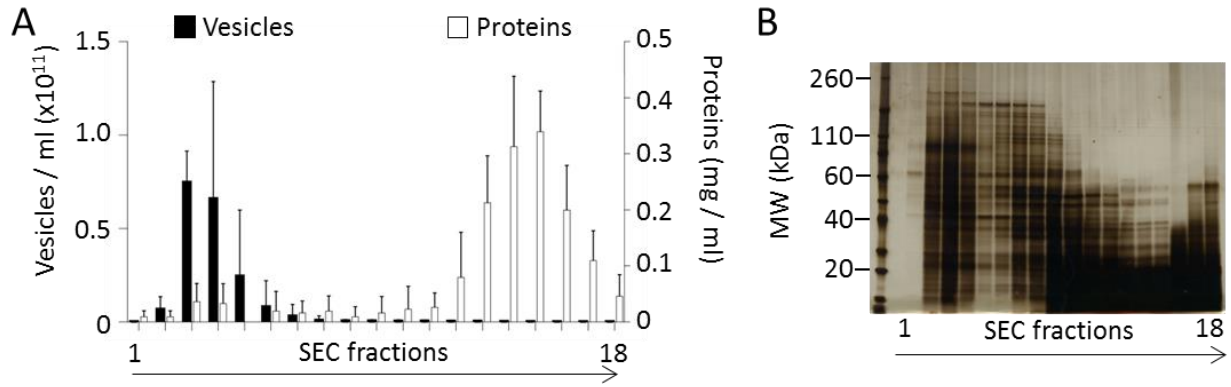 A
Vesicles
Proteins
B
Vesicles / ml (x10¹¹)
1.5
1.0
0.5
0
0.5
0.4
0.3
0.2
0.1
0
Proteins (mg / ml)
1
SEC fractions
18
MW (kDa)
260
110
60
40
20
1
SEC fractions
18